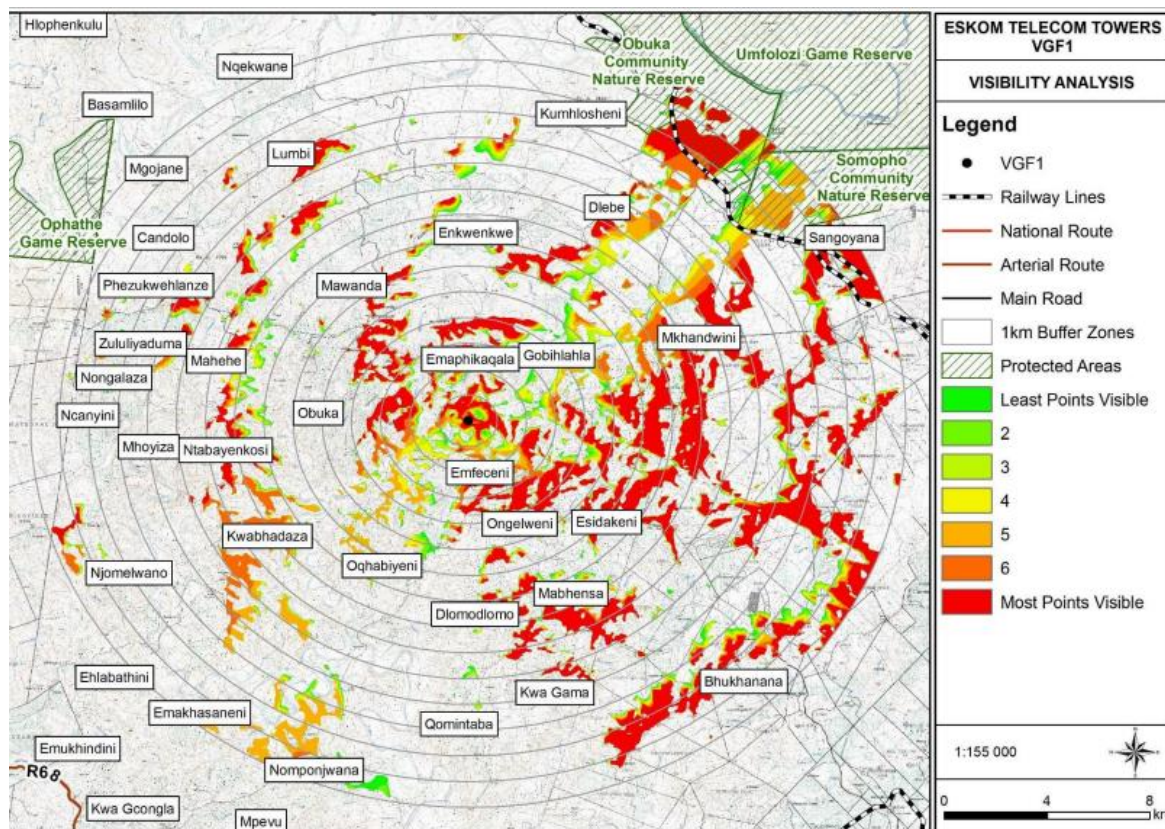 Hlophenkulu
Nqekwane
Obuka
Community
Nature Reserve
Umfolozi Game Reserve
Basamlilo
Kumhlosheni
Mgojane
Lumbi
Somopho
Community
Nature Reserve
Ophathe
Game Reserve
Dlebe
Candolo
Enkwenkwe
Sangoyana
Phezukwehlanze
Mawanda
Zululiyaduma
Mahehe
Emaphikaqala
Gobihlahla
Mkhandwini
Nongalaza
Ncanyini
Obuka
Mhoyiza
Ntabayenkosi
Emfeceni
Ongelweni
Esidakeni
Kwabhadaza
Oqhabiyeni
Njomelwano
Mabhensa
Dlomodlomo
Ehlabathini
Kwa Gama
Bhukhanana
Emakhasaneni
Qomintaba
Emukhindini
Nomponjwana
R68
Kwa Gcongla
Mpevu
ESKOM TELECOM TOWERS
VGF1
VISIBILITY ANALYSIS
Legend
VGF1
Railway Lines
National Route
Arterial Route
Main Road
1km Buffer Zones
Protected Areas
Least Points Visible
2
3
4
5
6
Most Points Visible
1:155 000
0 4 8
km